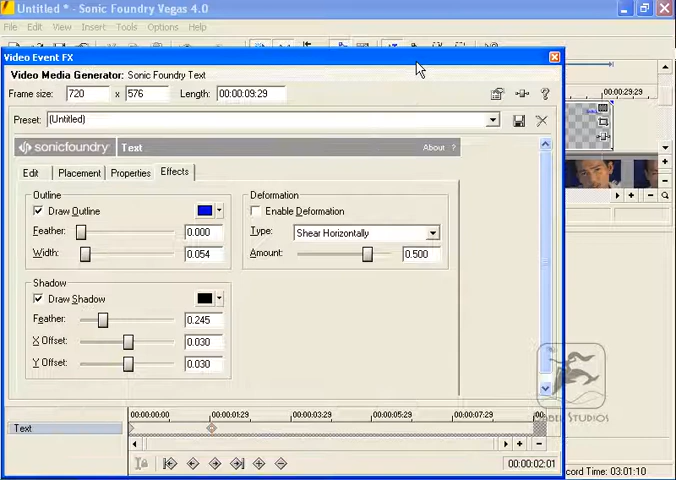 Untitled * - Sonic Foundry Vegas 4.0
File Edit View Insert Tools Options Help
Video Event FX
Video Media Generator: Sonic Foundry Text
Frame size: 720 x 576 Length: 00:00:09:29
00:00:29:29
Preset: (Untitled)
sonicfoundry Text About ?
Edit Placement Properties Effects
Outline
Draw Outline
Feather: 0.000
Width: 0.054
Deformation
Enable Deformation
Type: Shear Horizontally
Amount: 0.500
Shadow
Draw Shadow
Feather: 0.245
X Offset: 0.030
Y Offset: 0.030
00:00:00:00 00:00:01:29 00:00:03:29 00:00:05:29 00:00:07:29 00:
Text
00:00:02:01
cord Time: 03:01:10